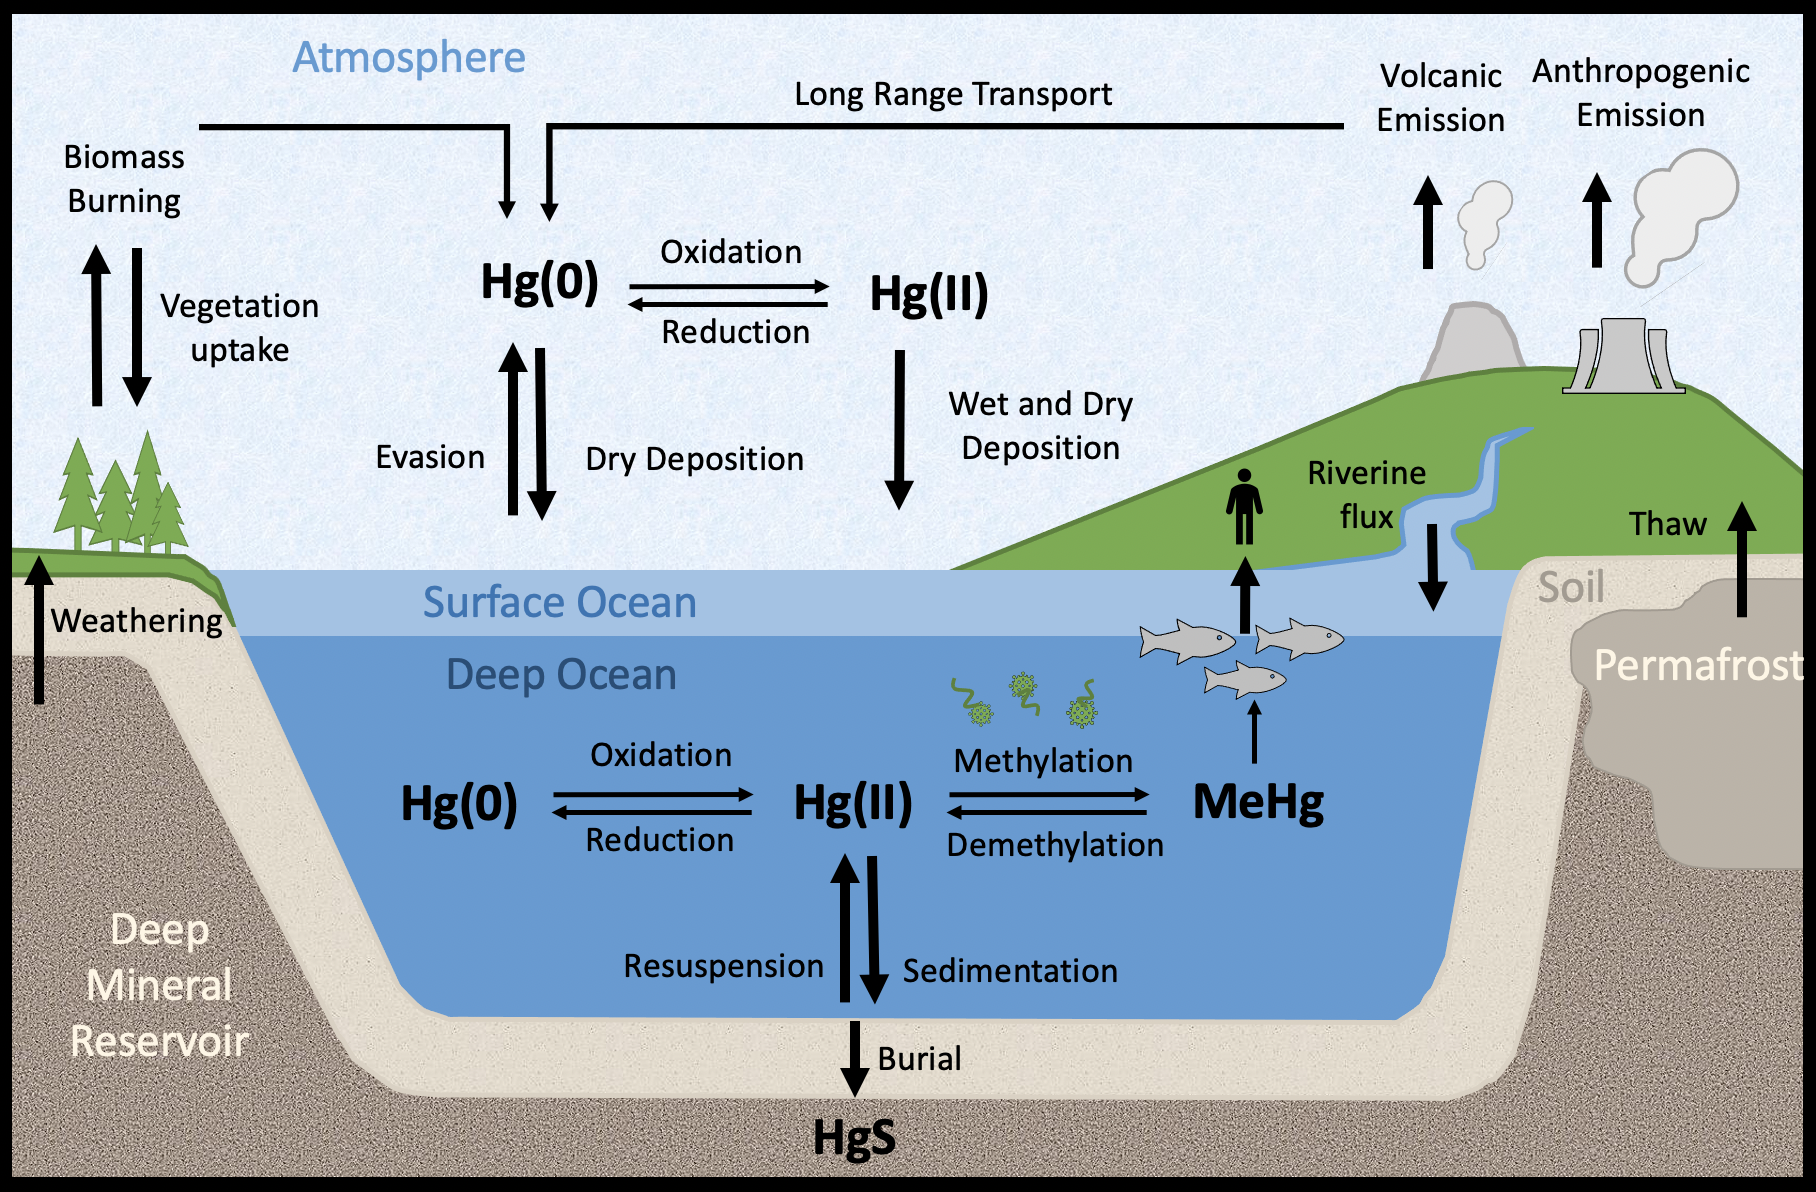 Atmosphere
Long Range Transport
Volcanic
Emission
Anthropogenic
Emission
Biomass
Burning
Vegetation
uptake
Hg(0)
Oxidation
Reduction
Hg(II)
Evasion
Dry Deposition
Wet and Dry
Deposition
Riverine
flux
Thaw
Weathering
Surface Ocean
Soil
Deep Ocean
Permafrost
Hg(0)
Oxidation
Reduction
Hg(II)
Methylation
Demethylation
MeHg
Resuspension
Sedimentation
Deep
Mineral
Reservoir
Burial
HgS